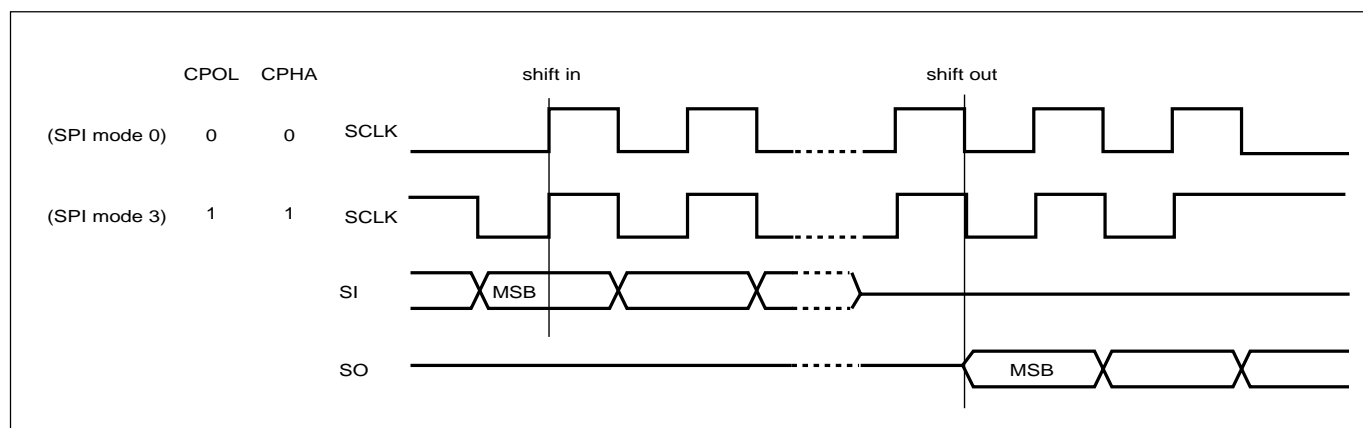 CPOL CPHA shift in shift out
(SPI mode 0) 0 0 SCLK
(SPI mode 3) 1 1 SCLK
SI MSB
SO MSB